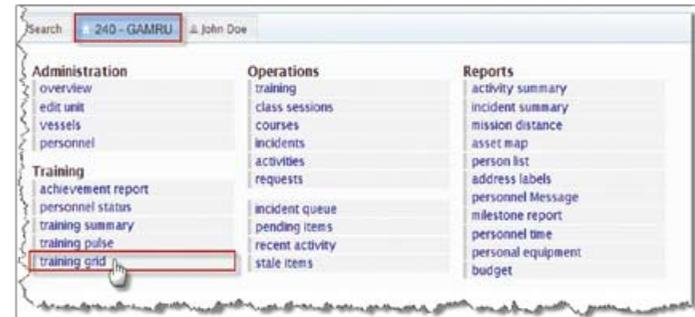 Search
240 - GAMRU
John Doe
Administration
overview
edit unit
vessels
personnel
Training
achievement report
personnel status
training summary
training pulse
training grid
Operations
training
class sessions
courses
incidents
activities
requests
incident queue
pending items
recent activity
stale items
Reports
activity summary
incident summary
mission distance
asset map
person list
address labels
personnel Message
milestone report
personnel time
personal equipment
budget